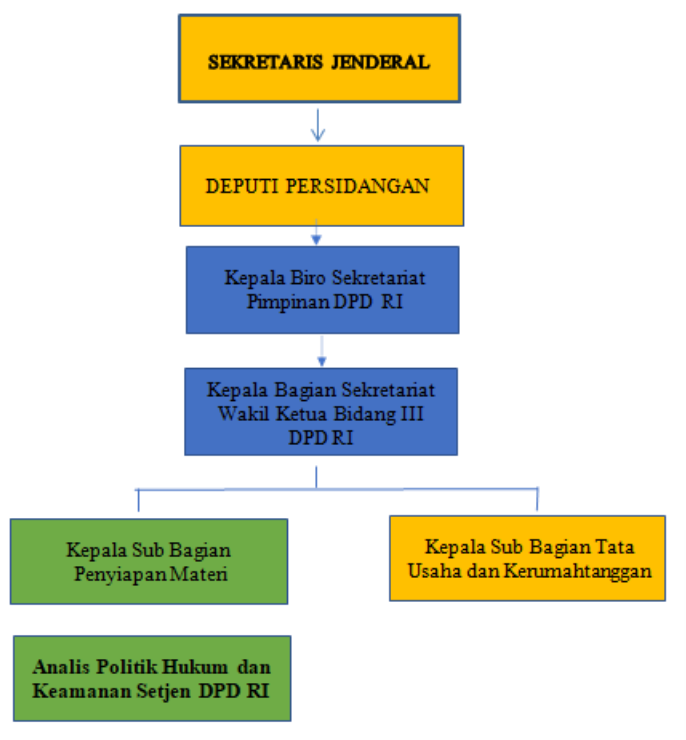 SEKRETARIS JENDERAL
DEPUTI PERSIDANGAN
Kepala Biro Sekretariat
Pimpinan DPD RI
Kepala Bagian Sekretariat
Wakil Ketua Bidang III
DPD RI
Kepala Sub Bagian
Penyiapan Materi
Kepala Sub Bagian Tata
Usaha dan Kerumahtanggan
Analis Politik Hukum dan
Keamanan Setjen DPD RI